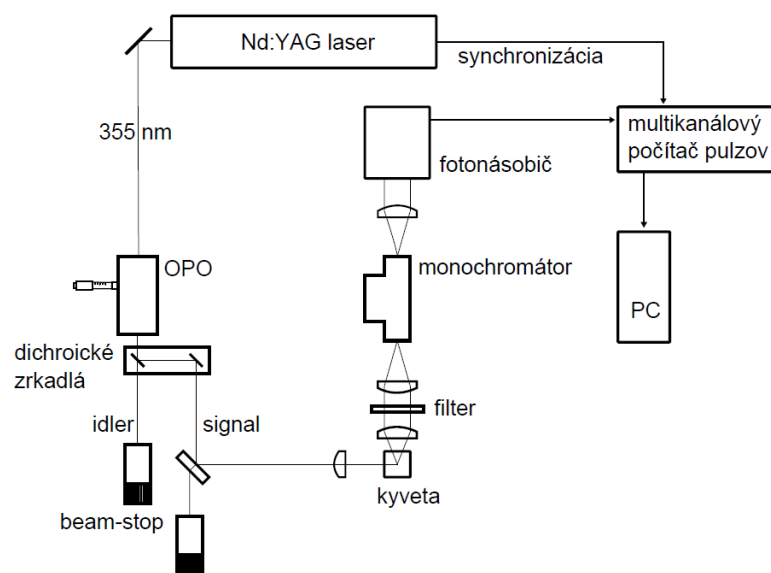 Nd:YAG laser
synchronizácia
355 nm
multikanálový
počítač pulzov
fotonásobič
OPO
monochromátor
PC
dichroické
zrkadlá
idler
signal
filter
kyveta
beam-stop